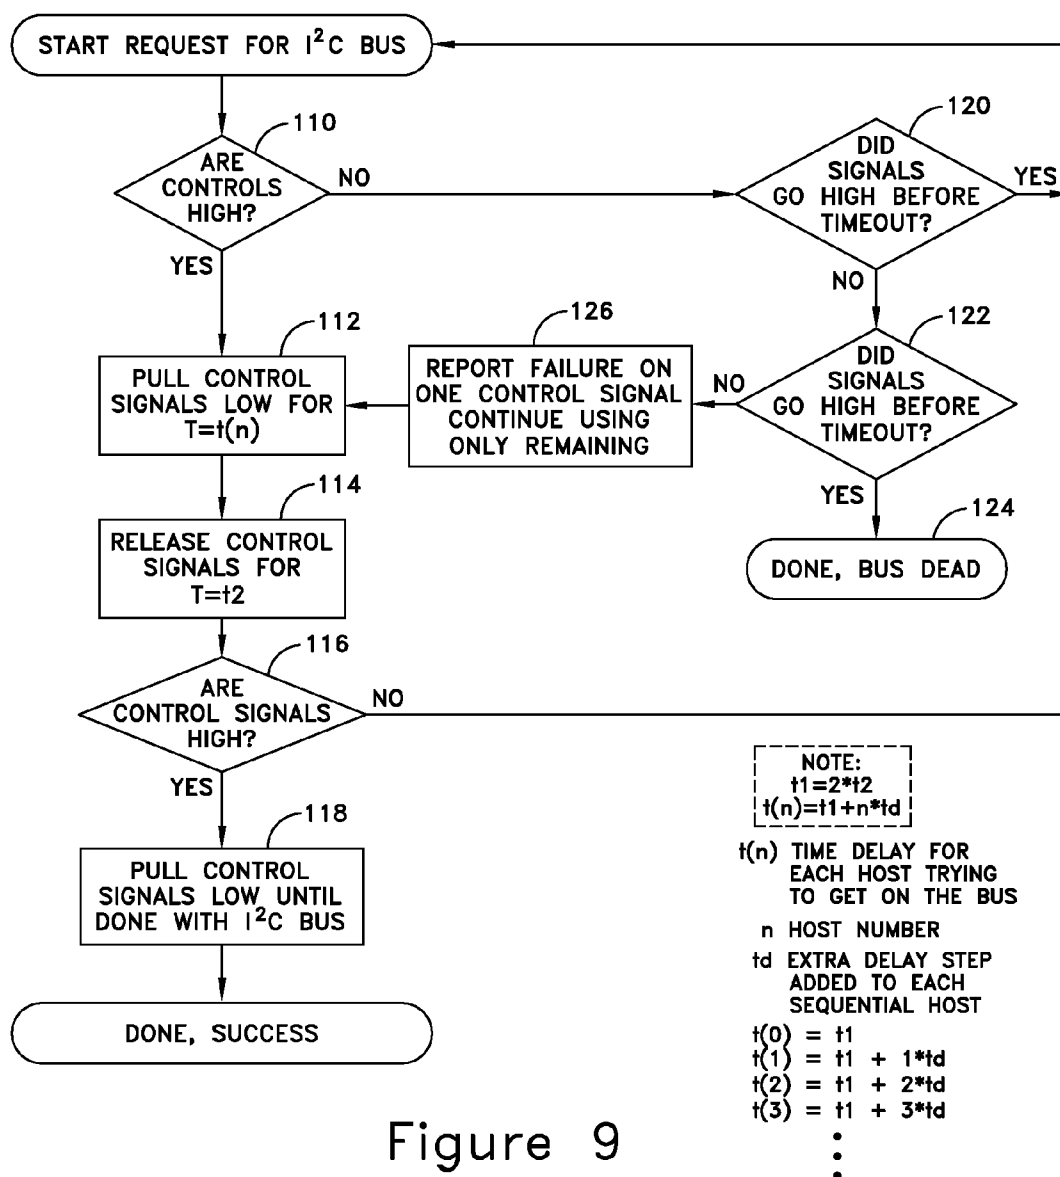 START REQUEST FOR I²C BUS
110
ARE
CONTROLS
HIGH?
NO
YES
120
DID
SIGNALS
GO HIGH BEFORE
TIMEOUT?
YES
NO
112
PULL CONTROL
SIGNALS LOW FOR
T=t(n)
126
REPORT FAILURE ON
ONE CONTROL SIGNAL
CONTINUE USING
ONLY REMAINING
NO
122
DID
SIGNALS
GO HIGH BEFORE
TIMEOUT?
YES
124
DONE, BUS DEAD
114
RELEASE CONTROL
SIGNALS FOR
T=t2
116
ARE
CONTROL SIGNALS
HIGH?
NO
YES
118
PULL CONTROL
SIGNALS LOW UNTIL
DONE WITH I²C BUS
DONE, SUCCESS
NOTE:
t1=2*t2
t(n)=t1+n*td
t(n) TIME DELAY FOR
EACH HOST TRYING
TO GET ON THE BUS
n HOST NUMBER
td EXTRA DELAY STEP
ADDED TO EACH
SEQUENTIAL HOST
t(0) = t1
t(1) = t1 + 1*td
t(2) = t1 + 2*td
t(3) = t1 + 3*td
Figure 9